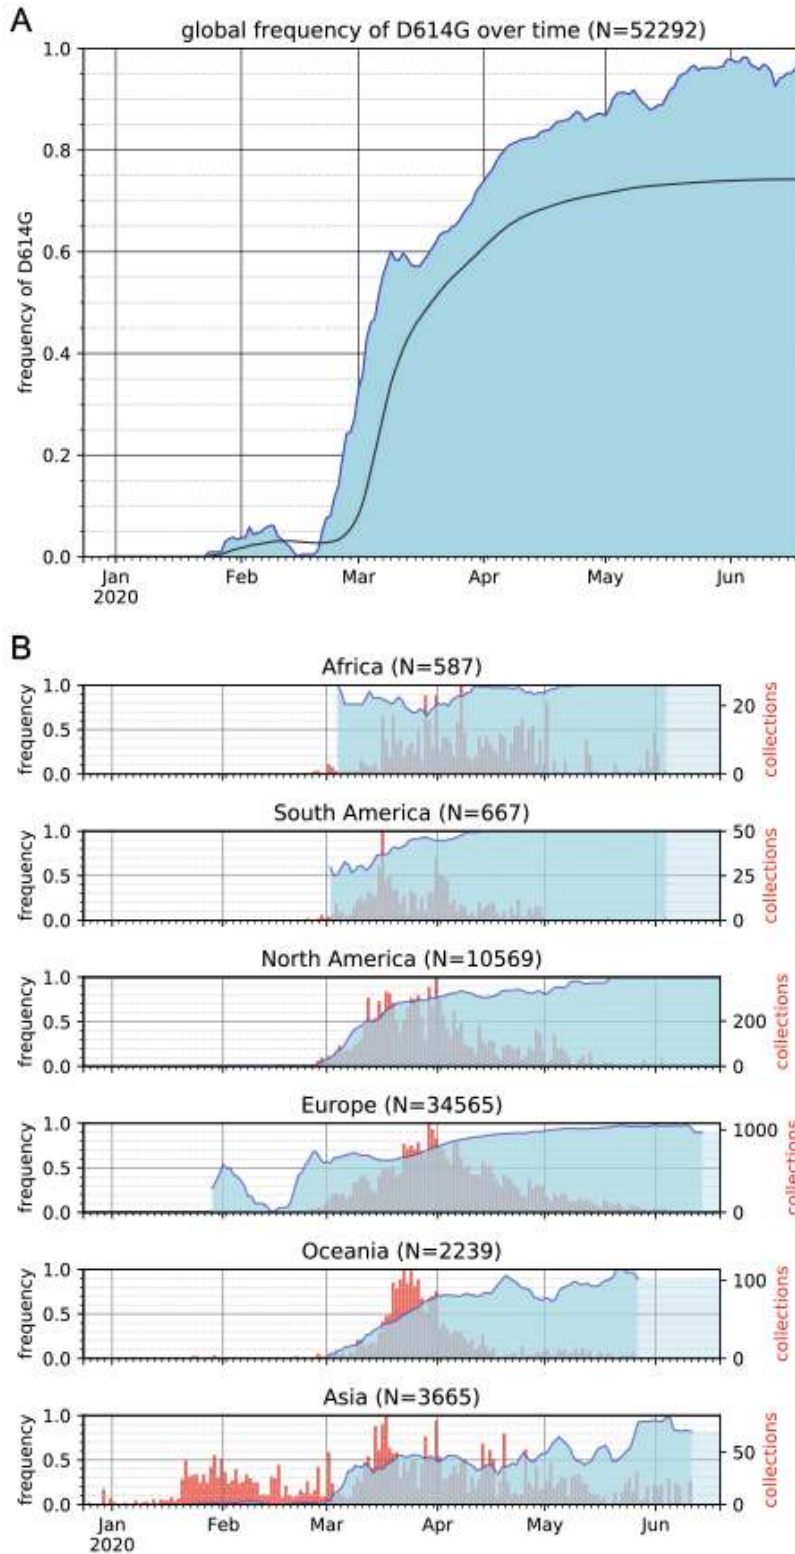 A
global frequency of D614G over time (N=52292)
1.0
0.8
0.6
0.4
0.2
0.0
frequency of D614G
Jan Feb Mar Apr May Jun
2020
B
Africa (N=587)
1.0
0.5
0.0
frequency
20
0
collections
South America (N=667)
1.0
0.5
0.0
frequency
50
25
0
collections
North America (N=10569)
1.0
0.5
0.0
frequency
200
0
collections
Europe (N=34565)
1.0
0.5
0.0
frequency
1000
0
collections
Oceania (N=2239)
1.0
0.5
0.0
frequency
100
0
collections
Asia (N=3665)
1.0
0.5
0.0
frequency
50
0
collections
Jan Feb Mar Apr May Jun
2020